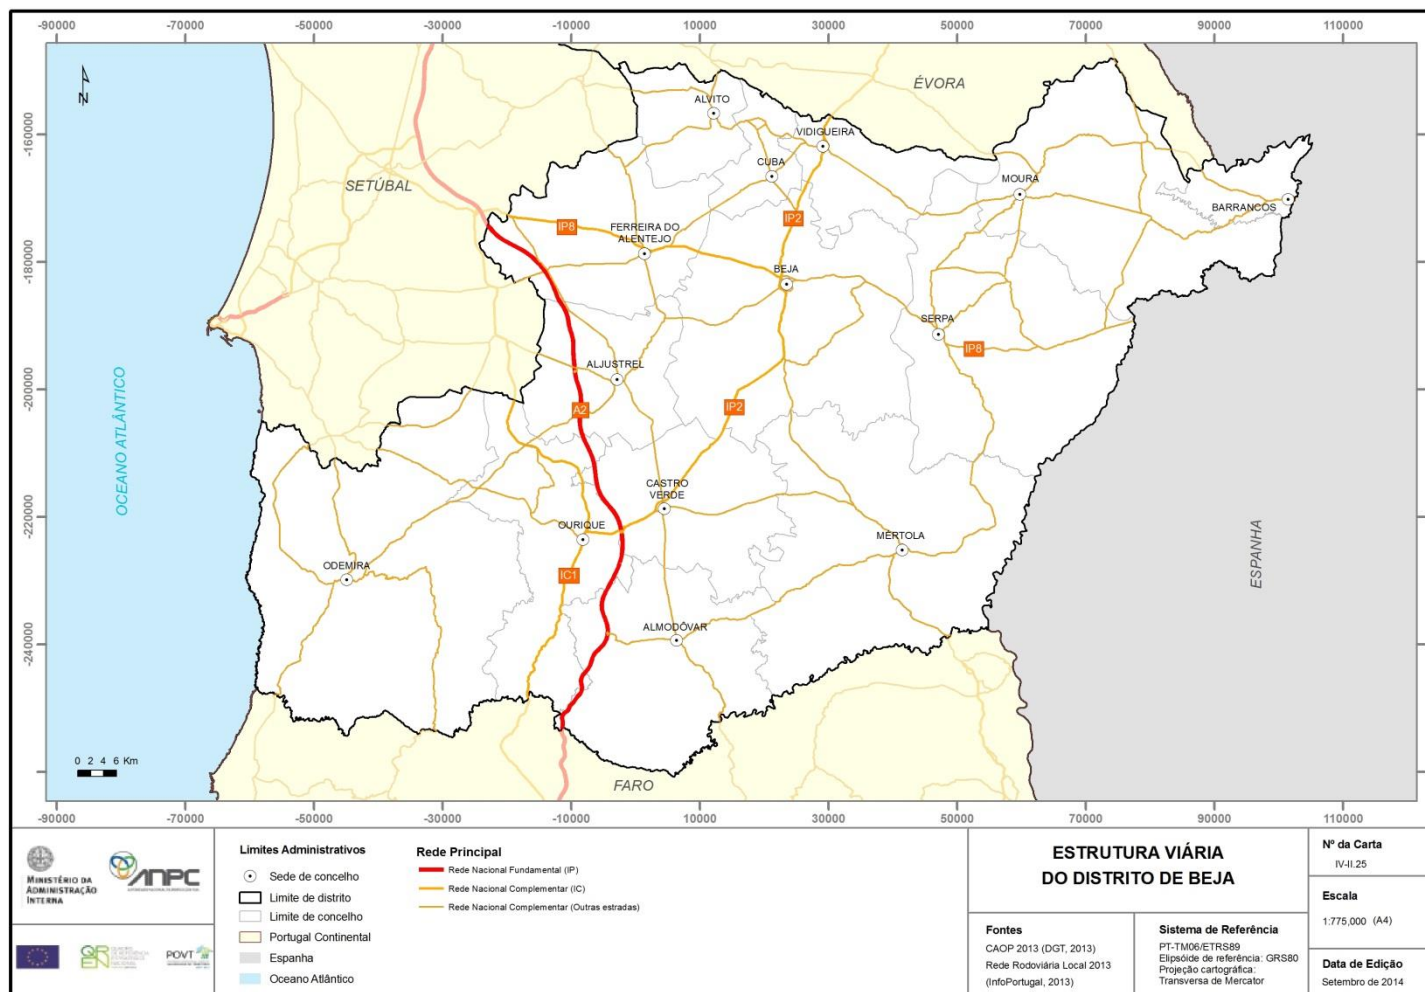 -90000 -70000 -50000 -30000 -10000 10000 30000 50000 70000 90000 110000
-160000
-180000
-200000
-220000
-240000
N
ÉVORA
ALVITO
VIDIGUEIRA
CUBA
MOURA
SETÚBAL
BARRANCOS
IP2
IP8
FERREIRA DO
ALENTEJO
BEJA
SERPA
IP8
ALJUSTREL
OCEANO ATLÂNTICO
A2
IP2
CASTRO
VERDE
OURIQUE
MÉRTOLA
ESPANHA
ODEMIRA
IC1
ALMODÔVAR
0 2 4 6 Km
FARO
-90000 -70000 -50000 -30000 -10000 10000 30000 50000 70000 90000 110000
MINISTÉRIO DA
ADMINISTRAÇÃO
INTERNA
ANPC
QREN
POVT
Limites Administrativos
Sede de concelho
Limite de distrito
Limite de concelho
Portugal Continental
Espanha
Oceano Atlântico
Rede Principal
Rede Nacional Fundamental (IP)
Rede Nacional Complementar (IC)
Rede Nacional Complementar (Outras estradas)
ESTRUTURA VIÁRIA
DO DISTRITO DE BEJA
Fontes
CAOP 2013 (DGT, 2013)
Rede Rodoviária Local 2013
(InfoPortugal, 2013)
Sistema de Referência
PT-TM06/ETRS89
Elipsóide de referência: GRS80
Projeção cartográfica:
Transversa de Mercator
Nº da Carta
IV-II.25
Escala
1:775,000 (A4)
Data de Edição
Setembro de 2014